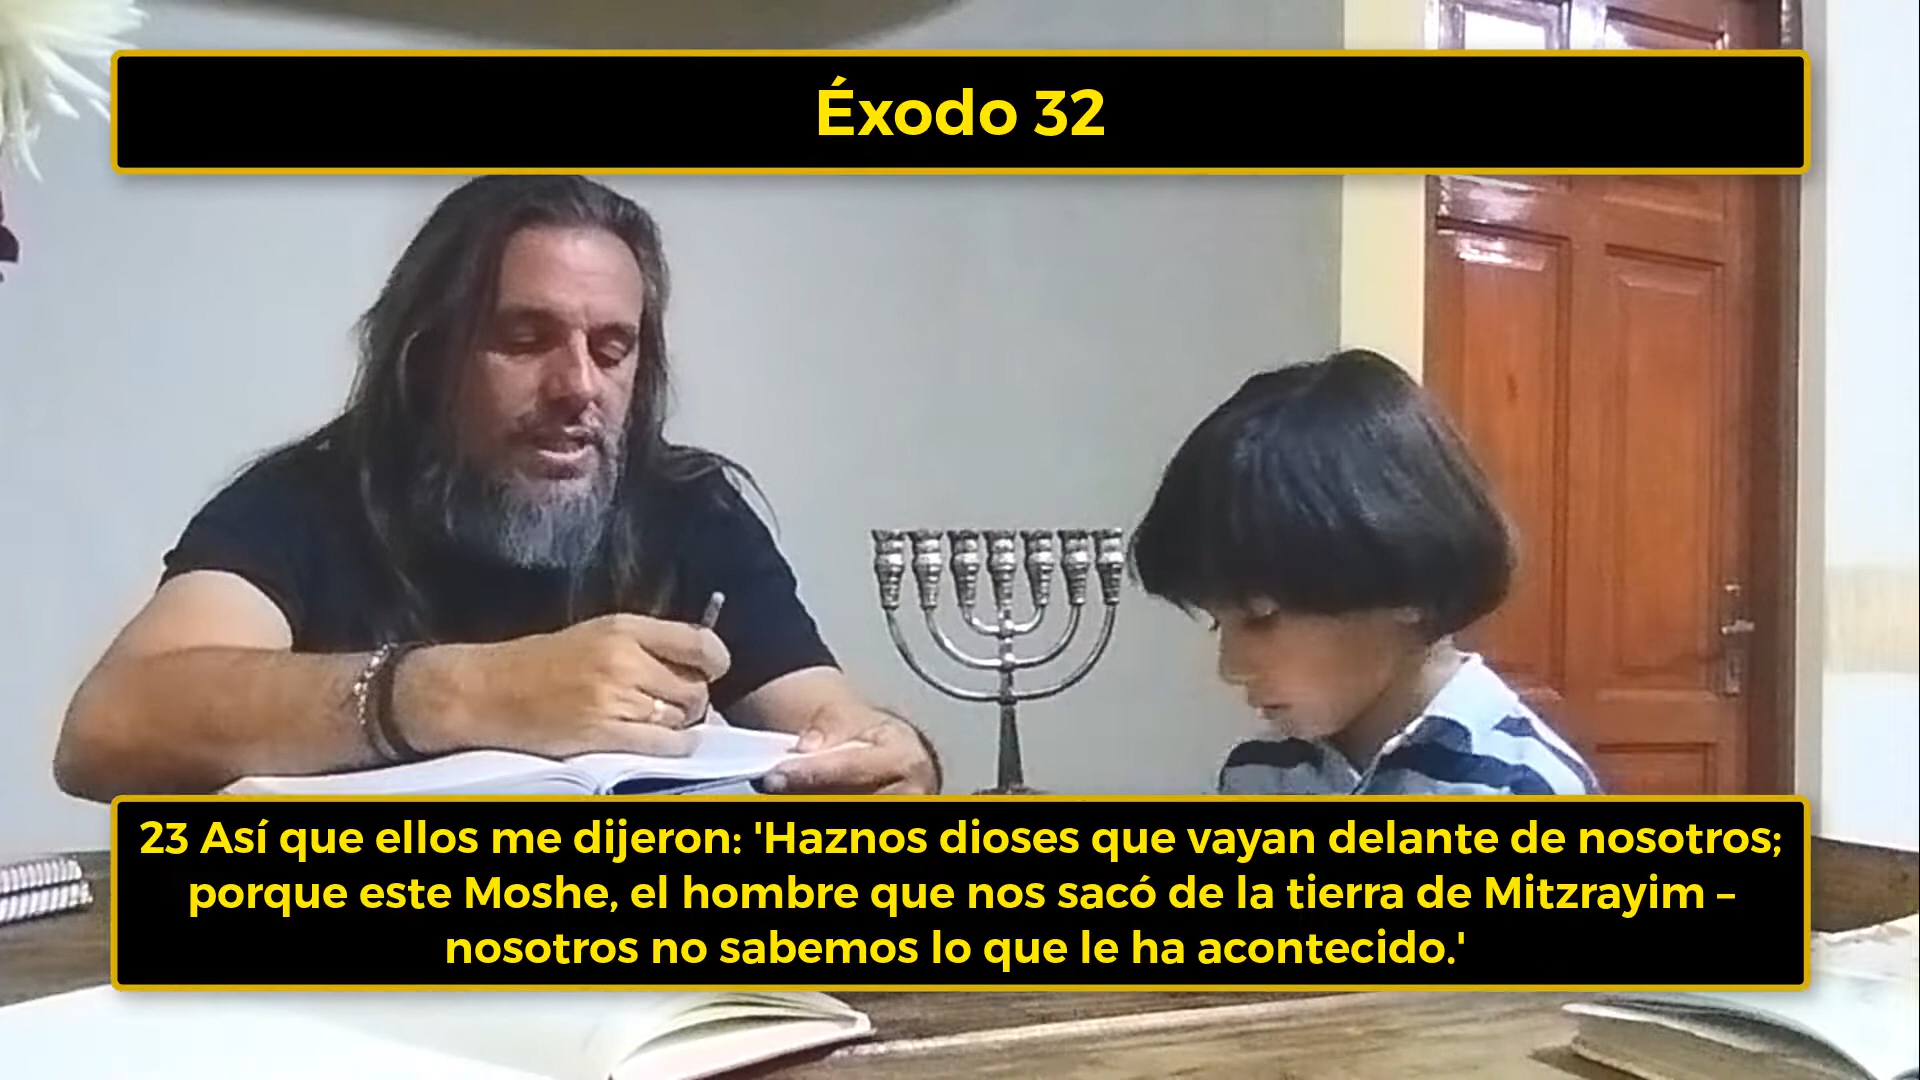 Éxodo 32
23 Así que ellos me dijeron: 'Haznos dioses que vayan delante de nosotros;
porque este Moshe, el hombre que nos sacó de la tierra de Mitzrayim –
nosotros no sabemos lo que le ha acontecido.'